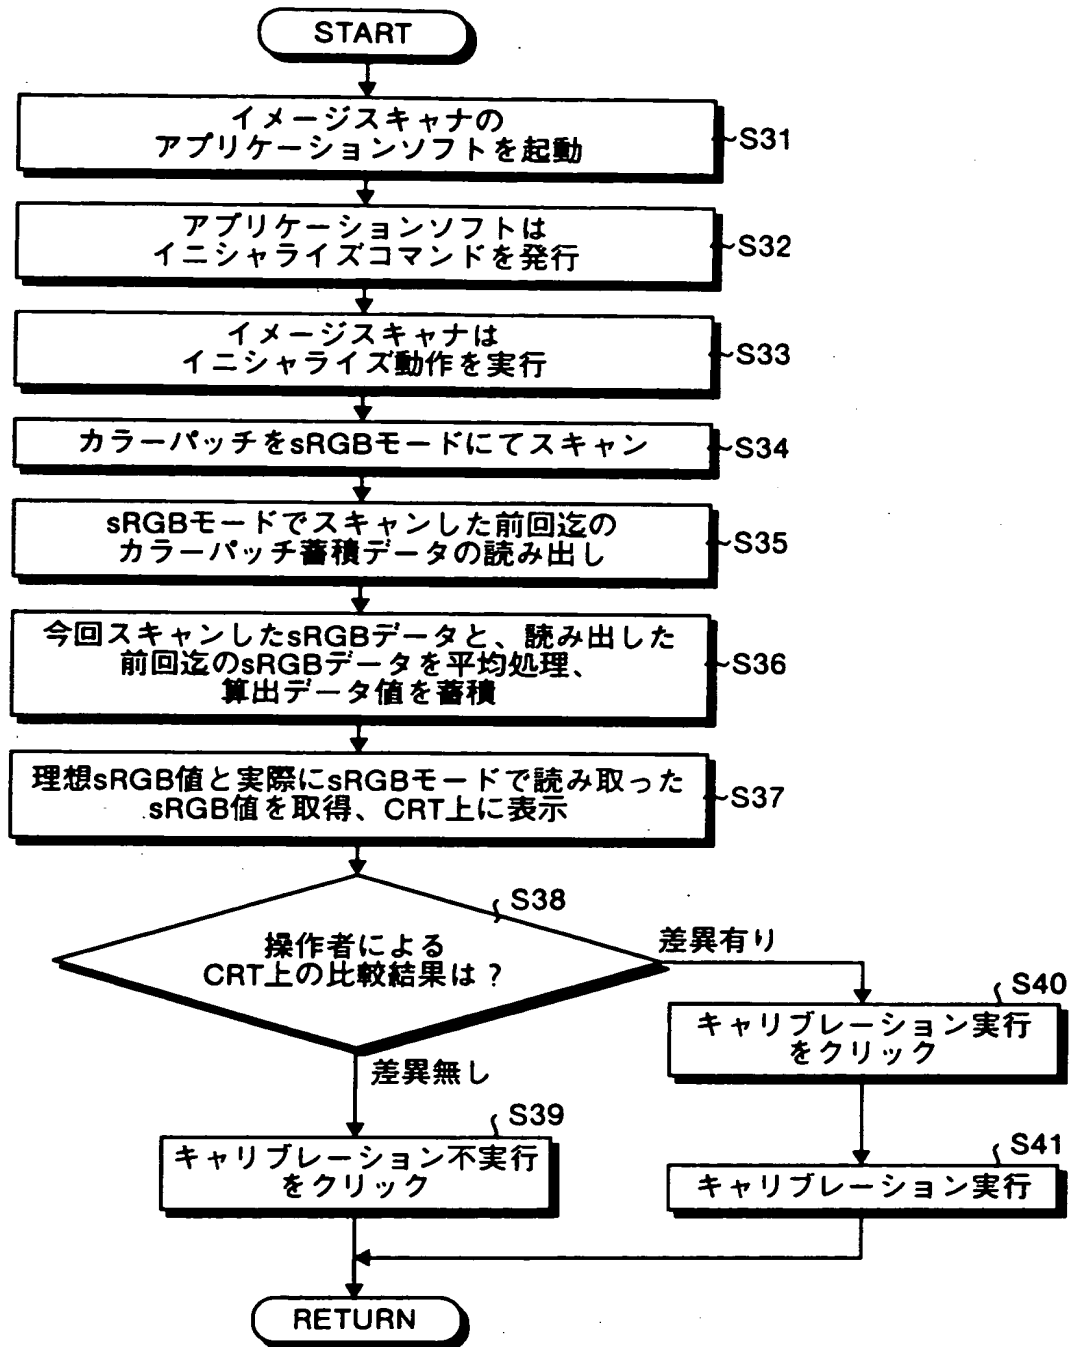 START
イメージスキャナの
アプリケーションソフトを起動
S31
アプリケーションソフトは
イニシャライズコマンドを発行
S32
イメージスキャナは
イニシャライズ動作を実行
S33
カラーパッチをsRGBモードにてスキャン
S34
sRGBモードでスキャンした前回迄の
カラーパッチ蓄積データの読み出し
S35
今回スキャンしたsRGBデータと、読み出した
前回迄のsRGBデータを平均処理、
算出データ値を蓄積
S36
理想sRGB値と実際にsRGBモードで読み取った
sRGB値を取得、CRT上に表示
S37
S38
操作者による
CRT上の比較結果は？
差異有り
S40
キャリブレーション実行
をクリック
差異無し
S39
キャリブレーション不実行
をクリック
S41
キャリブレーション実行
RETURN